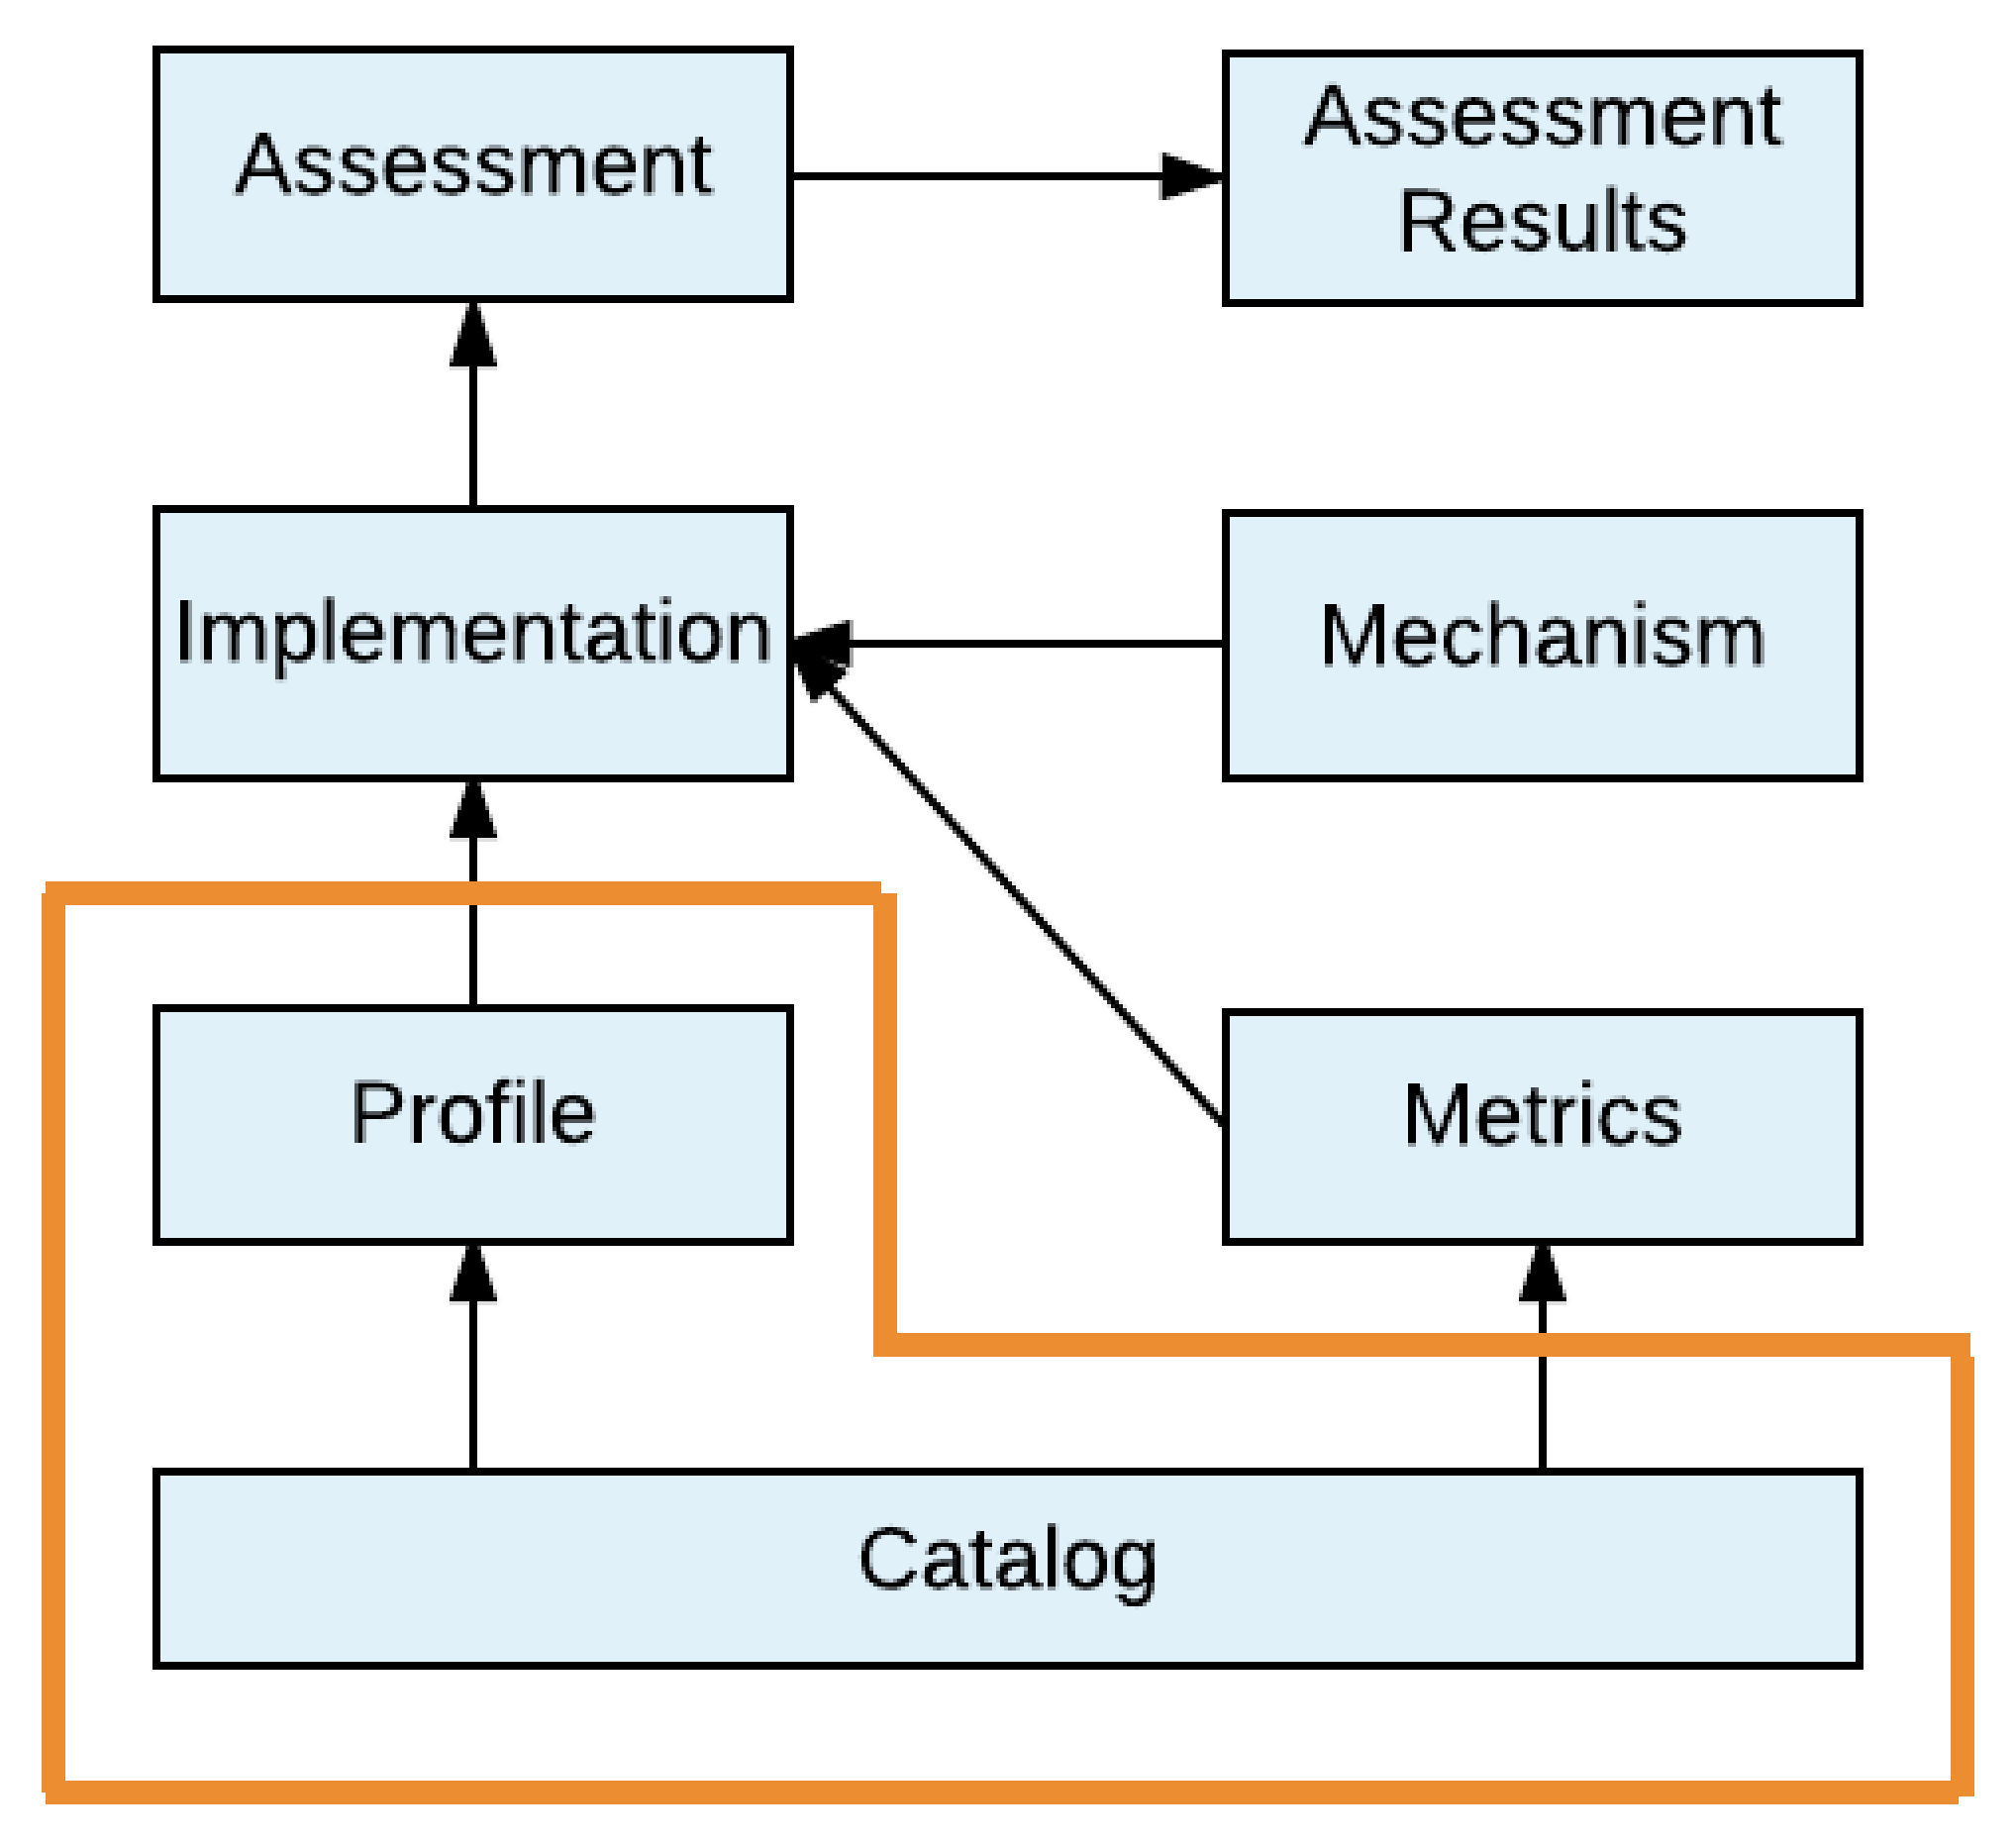 Assessment
Assessment
Results
Implementation
Mechanism
Profile
Metrics
Catalog